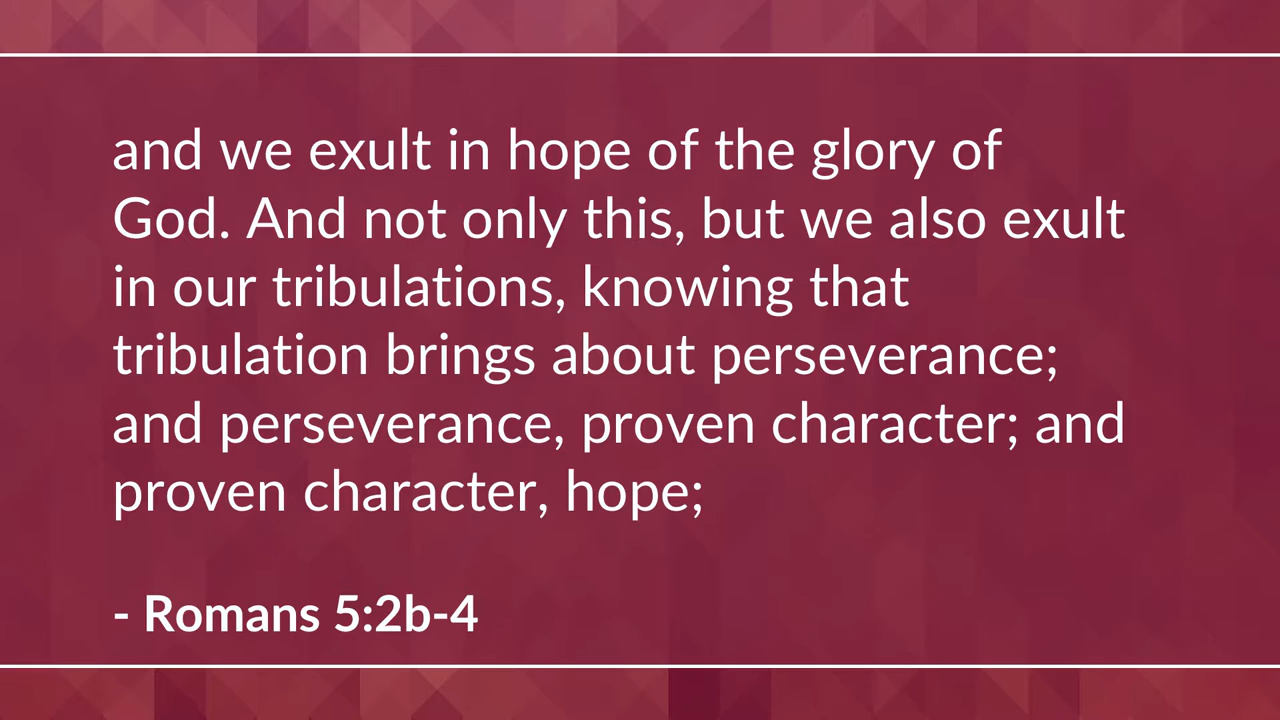 and we exult in hope of the glory of
God. And not only this, but we also exult
in our tribulations, knowing that
tribulation brings about perseverance;
and perseverance, proven character; and
proven character, hope;
- Romans 5:2b-4